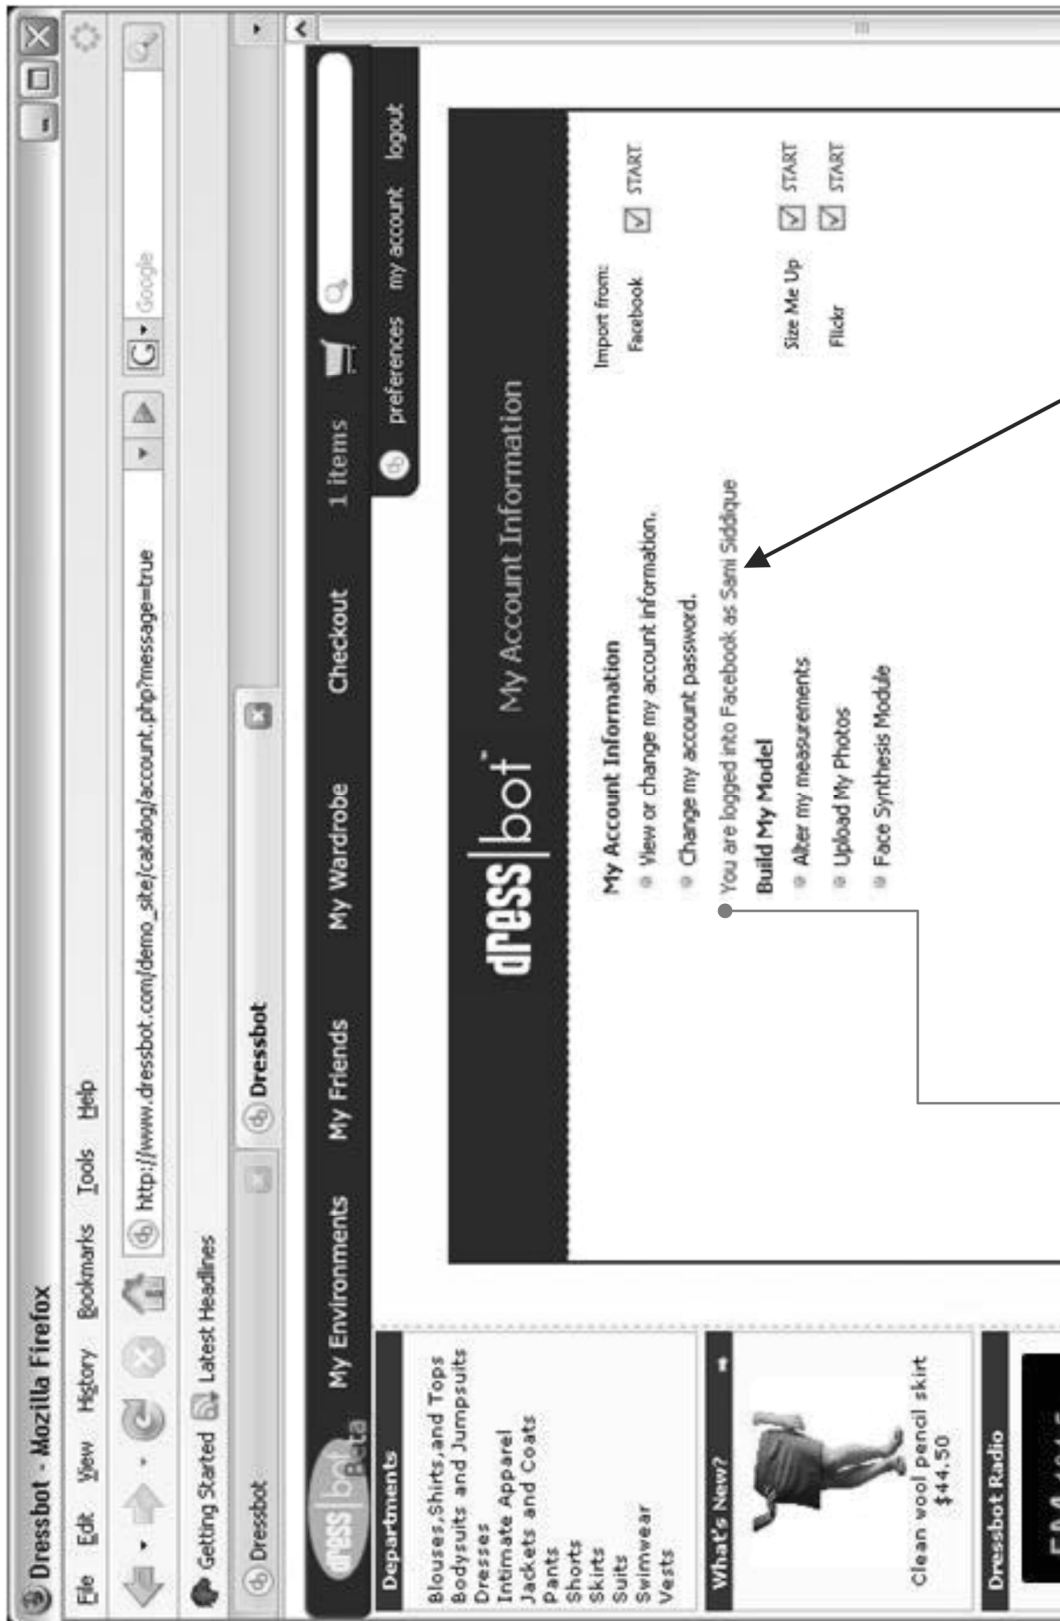 Dressbot - Mozilla Firefox
File Edit View History Bookmarks Tools Help
http://www.dressbot.com/demo_site/catalog/account.php?message=true
G Google
Getting Started Latest Headlines
Dressbot
Dressbot
dress|bot
Beta
My Environments My Friends My Wardrobe Checkout 1 items
preferences my account logout
Departments
Blouses,Shirts,and Tops
Bodysuits and Jumpsuits
Dresses
Intimate Apparel
Jackets and Coats
Pants
Shorts
Skirts
Suits
Swimwear
Vests
What's New?
Clean wool pencil skirt
$44.50
Dressbot Radio
dress|bot™ My Account Information
My Account Information
View or change my account information.
Change my account password.
You are logged into Facebook as Sami Siddique
Build My Model
Alter my measurements
Upload My Photos
Face Synthesis Module
Import from:
Facebook START
Size Me Up START
Flickr START